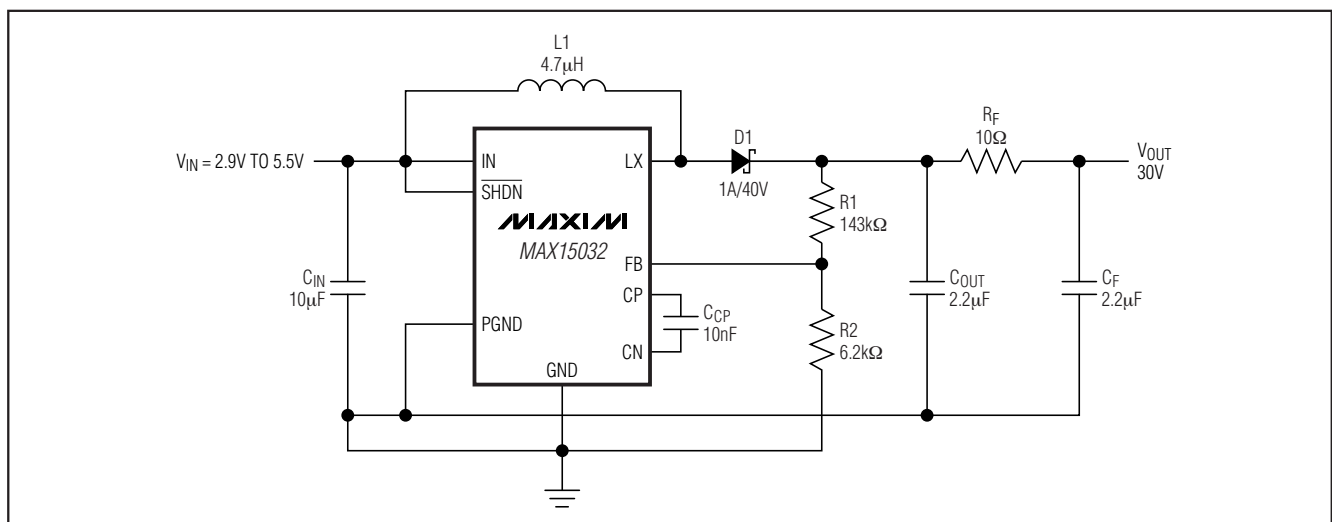 L1
4.7µH
VIN = 2.9V TO 5.5V
IN
SHDN
LX
D1
1A/40V
RF
10Ω
VOUT
30V
R1
143kΩ
MAXIM
MAX15032
FB
CP
CN
CCP
10nF
CIN
10µF
PGND
GND
R2
6.2kΩ
COUT
2.2µF
CF
2.2µF